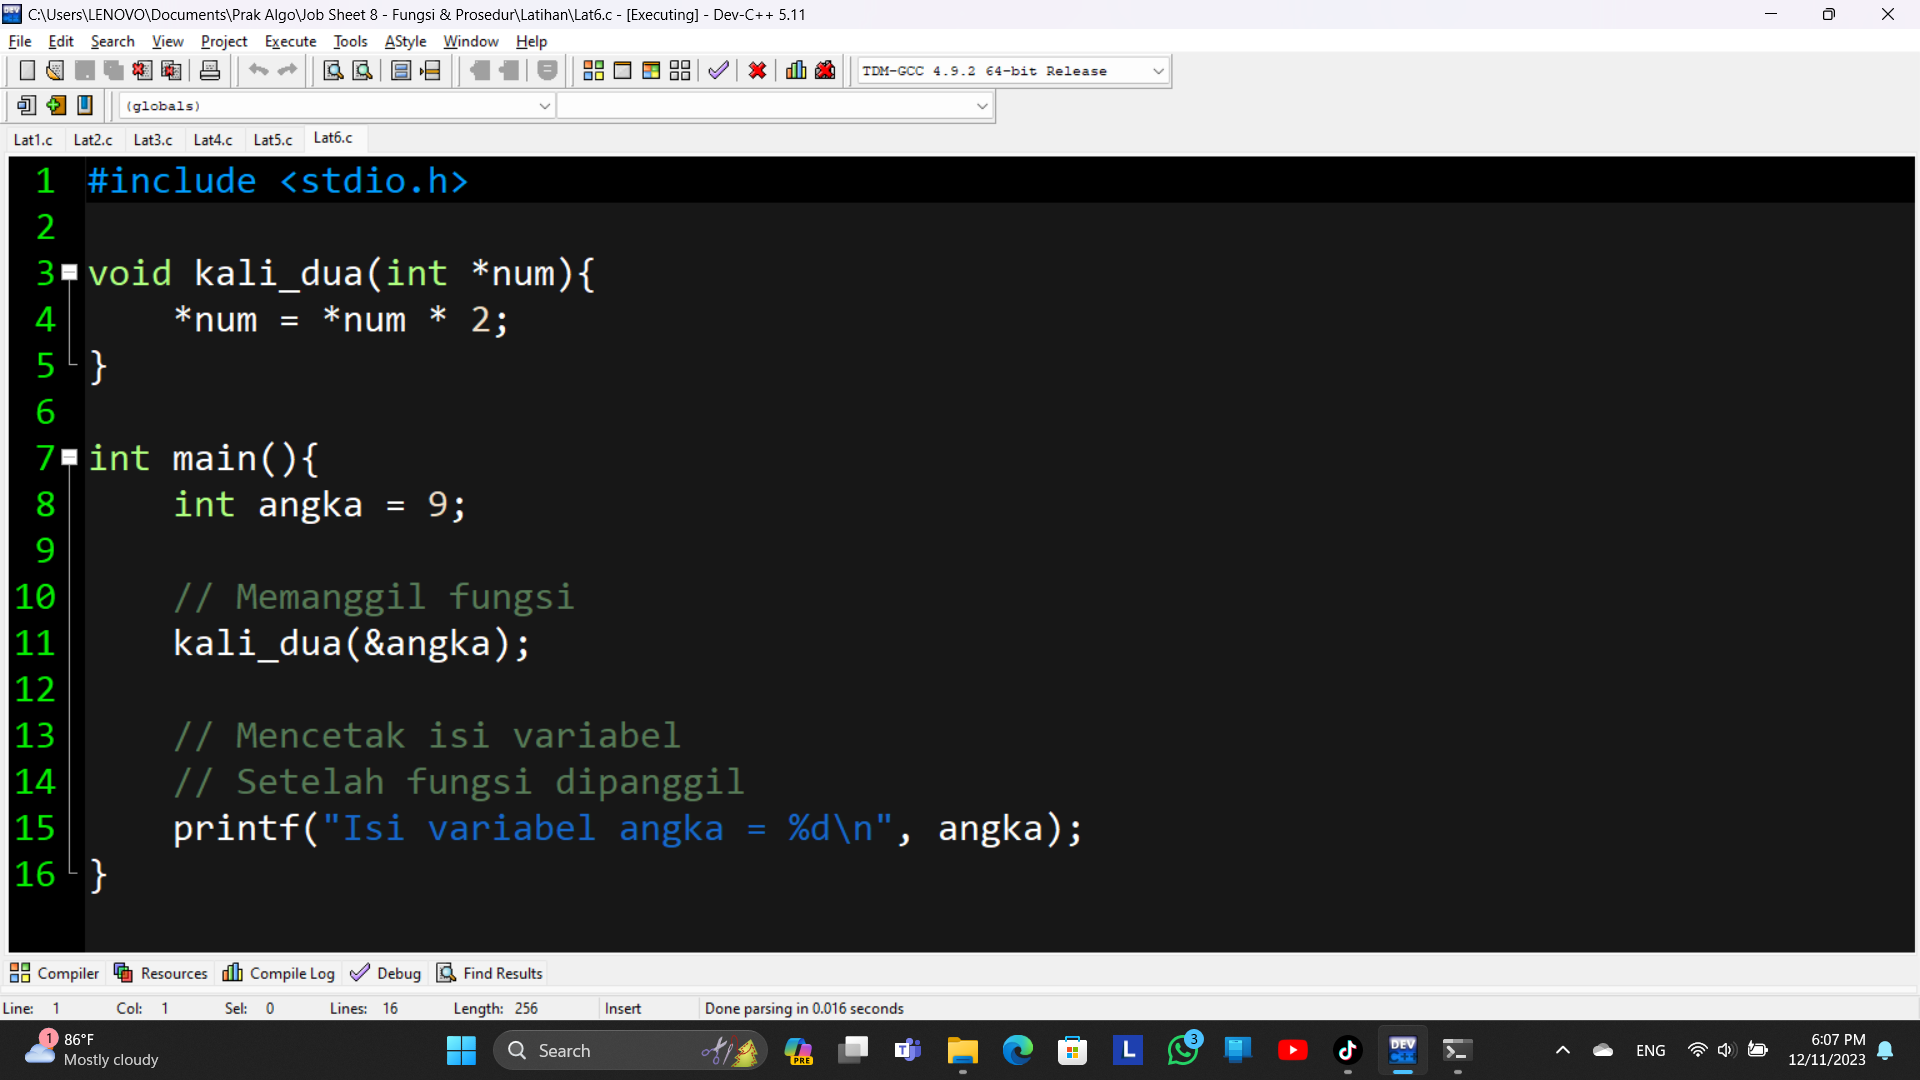 C:\Users\LENOVO\Documents\Prak Algo\Job Sheet 8 - Fungsi & Prosedur\Latihan\Lat6.c - [Executing] - Dev-C++ 5.11
File Edit Search View Project Execute Tools AStyle Window Help
TDM-GCC 4.9.2 64-bit Release
(globals)
Lat1.c Lat2.c Lat3.c Lat4.c Lat5.c Lat6.c
1 #include <stdio.h>
2
3 void kali_dua(int *num){
4 *num = *num * 2;
5 }
6
7 int main(){
8 int angka = 9;
9
10 // Memanggil fungsi
11 kali_dua(&angka);
12
13 // Mencetak isi variabel
14 // Setelah fungsi dipanggil
15 printf("Isi variabel angka = %d\n", angka);
16 }
Compiler Resources Compile Log Debug Find Results
Line: 1 Col: 1 Sel: 0 Lines: 16 Length: 256 Insert Done parsing in 0.016 seconds
1 86°F
Mostly cloudy
Search
PRE
L
3
DEV
C++
ENG
6:07 PM
12/11/2023